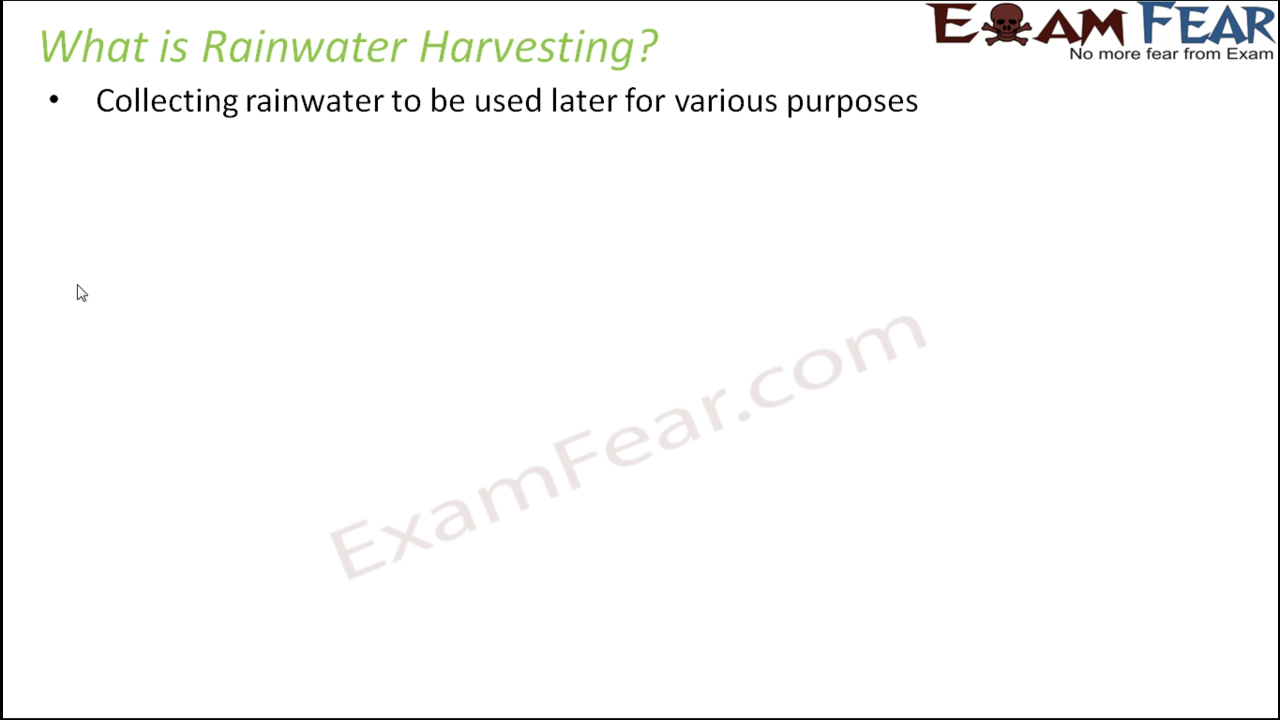 What is Rainwater Harvesting?
EXAM FEAR
No more fear from Exam
• Collecting rainwater to be used later for various purposes
ExamFear.com